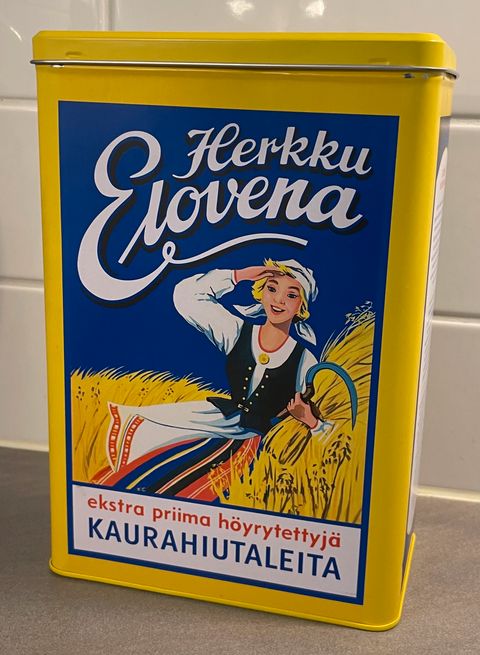 Herkku
Elovena
ekstra priima höyrytettyjä
KAURAHIUTALEITA